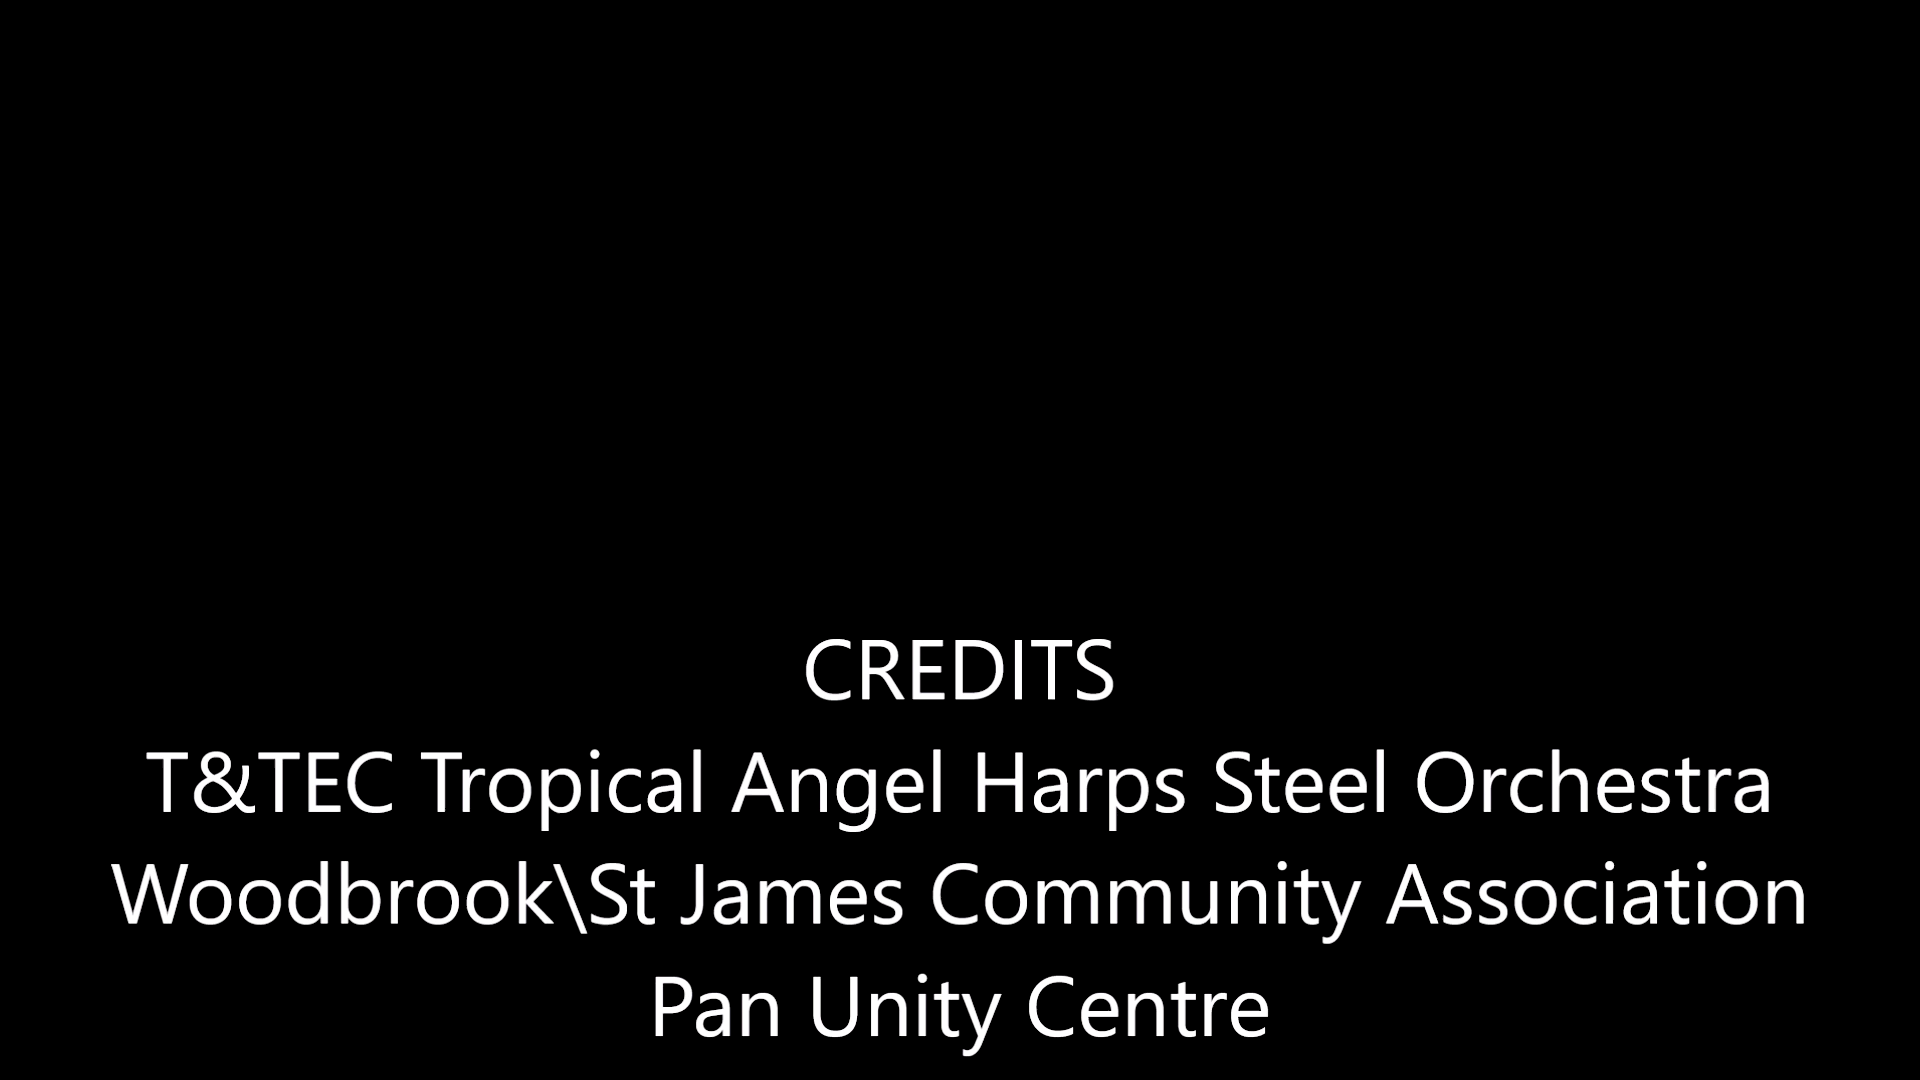 CREDITS
T&TEC Tropical Angel Harps Steel Orchestra
Woodbrook\St James Community Association
Pan Unity Centre